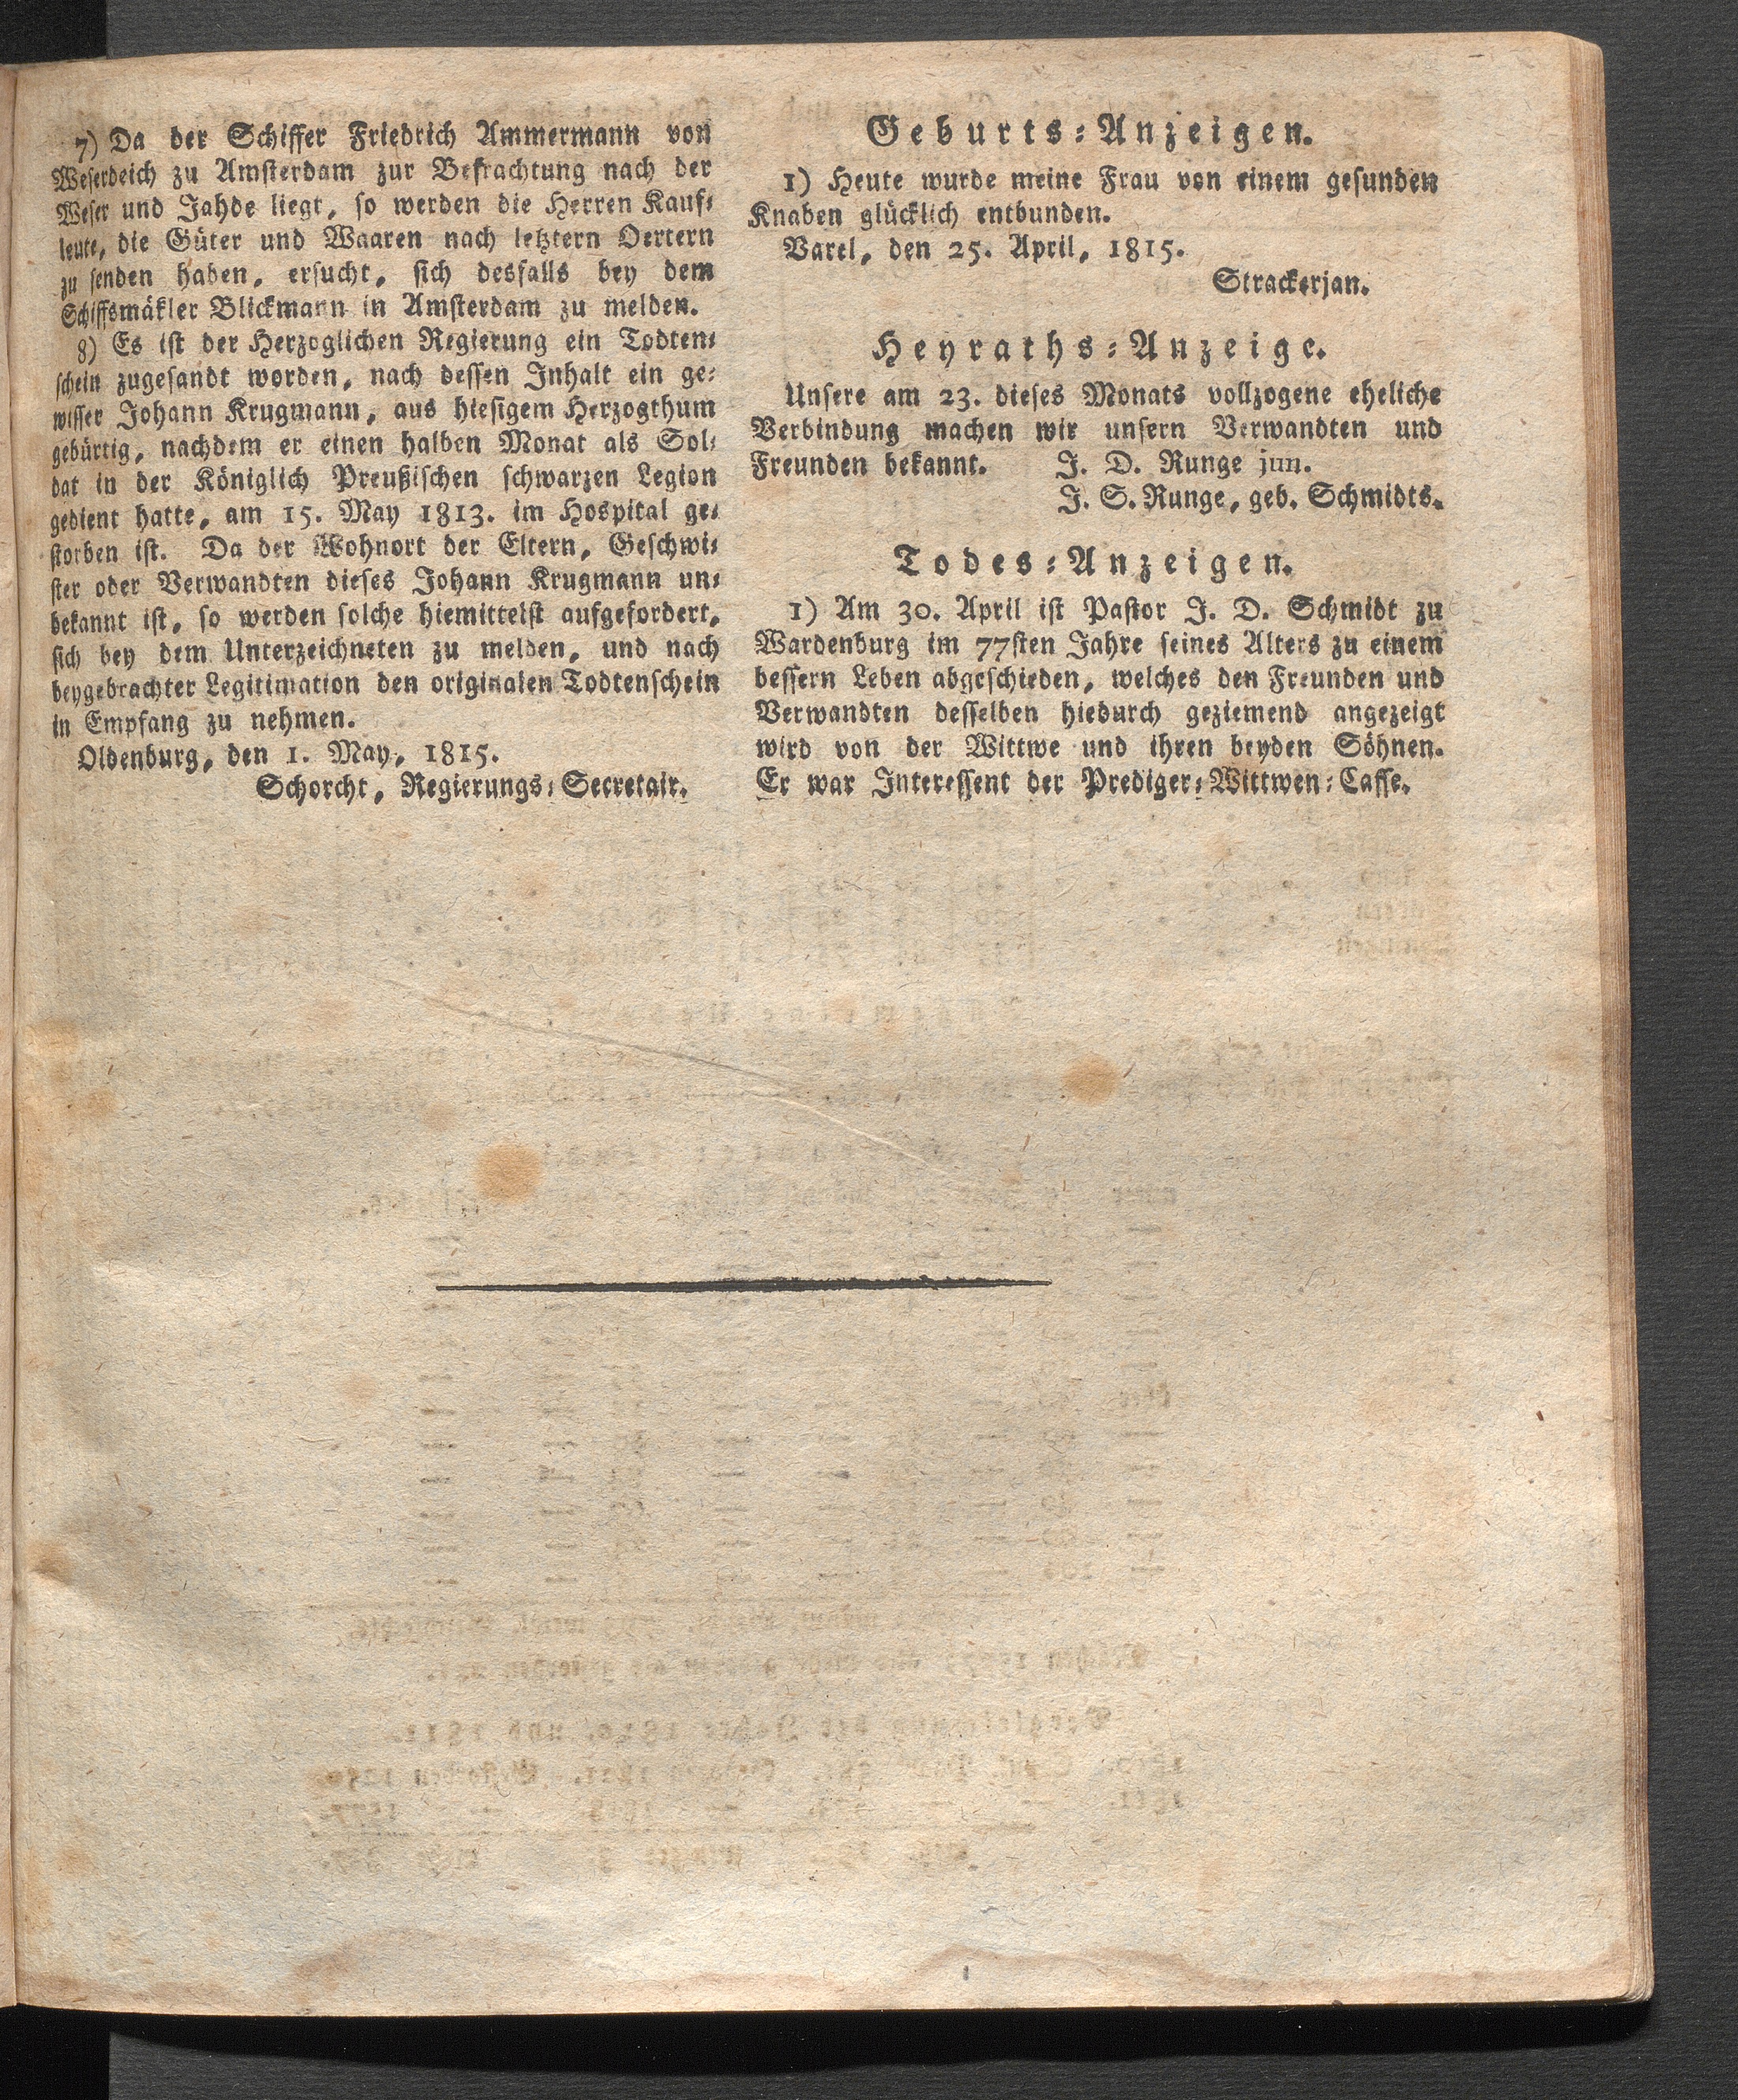 7) Da der Schiffer Friedrich Ammermann von
Weserdeich zu Amsterdam zur Befrachtung nach der
Weser und Jahde liegt, so werden die Herren Kauf-
leute, die Güter und Waaren nach letztern Oertern
zu senden haben, ersucht, sich desfalls bey dem
Schiffsmäkler Blickmann in Amsterdam zu melden.
8) Es ist der Herzoglichen Regierung ein Todten-
schein zugesandt worden, nach dessen Inhalt ein ge-
wisser Johann Krugmann, aus hiesigem Herzogthum
gebürtig, nachdem er einen halben Monat als Sol-
dat in der Königlich Preußischen schwarzen Legion
gedient hatte, am 15. May 1813. im Hospital ge-
storben ist. Da der Wohnort der Eltern, Geschwi-
ster oder Verwandten dieses Johann Krugmann un-
bekannt ist, so werden solche hiemittelst aufgefordert,
sich bey dem Unterzeichneten zu melden, und nach
beygebrachter Legitimation den originalen Todtenschein
in Empfang zu nehmen.
Oldenburg, den 1. May, 1815.
Schorcht, Regierungs-Secretair.
Geburts-Anzeigen.
1) Heute wurde meine Frau von einem gesunden
Knaben glücklich entbunden.
Varel, den 25. April, 1815.
Strackerjan.
Heyraths-Anzeige.
Unsere am 23. dieses Monats vollzogene eheliche
Verbindung machen wir unsern Verwandten und
Freunden bekannt. J. D. Runge jun.
J. S. Runge, geb. Schmidts.
Todes-Anzeigen.
1) Am 30. April ist Pastor J. D. Schmidt zu
Wardenburg im 77sten Jahre seines Alters zu einem
bessern Leben abgeschieden, welches den Freunden und
Verwandten desselben hiedurch geziemend angezeigt
wird von der Wittwe und ihren beyden Söhnen.
Er war Interessent der Prediger-Wittwen-Casse.